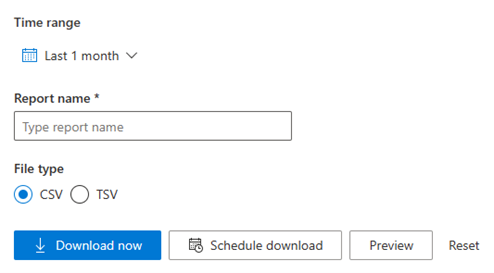 Time range
Last 1 month
Report name *
Type report name
File type
CSV TSV
Download now Schedule download Preview Reset